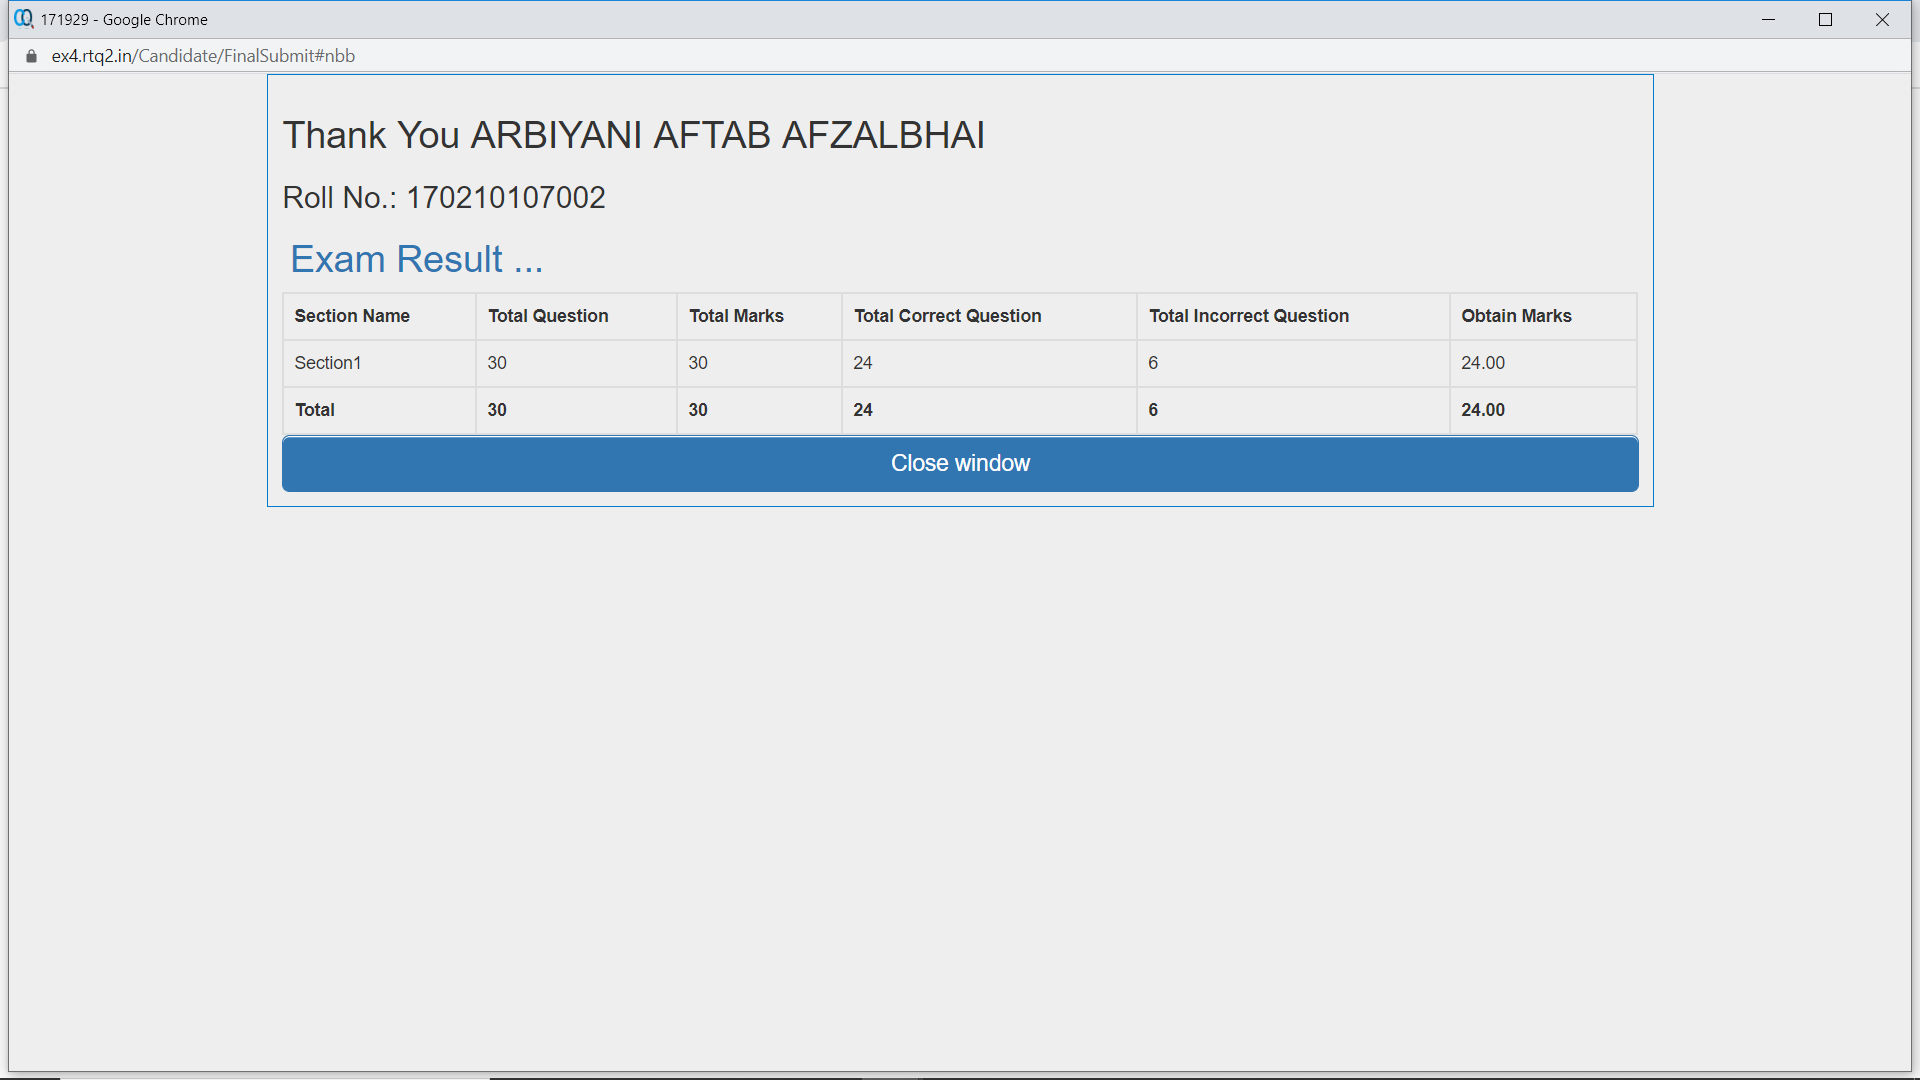 171929 - Google Chrome
ex4.rtq2.in/Candidate/FinalSubmit#nbb
Thank You ARBIYANI AFTAB AFZALBHAI
Roll No.: 170210107002
Exam Result ...
Section Name Total Question Total Marks Total Correct Question Total Incorrect Question Obtain Marks
Section1 30 30 24 6 24.00
Total 30 30 24 6 24.00
Close window